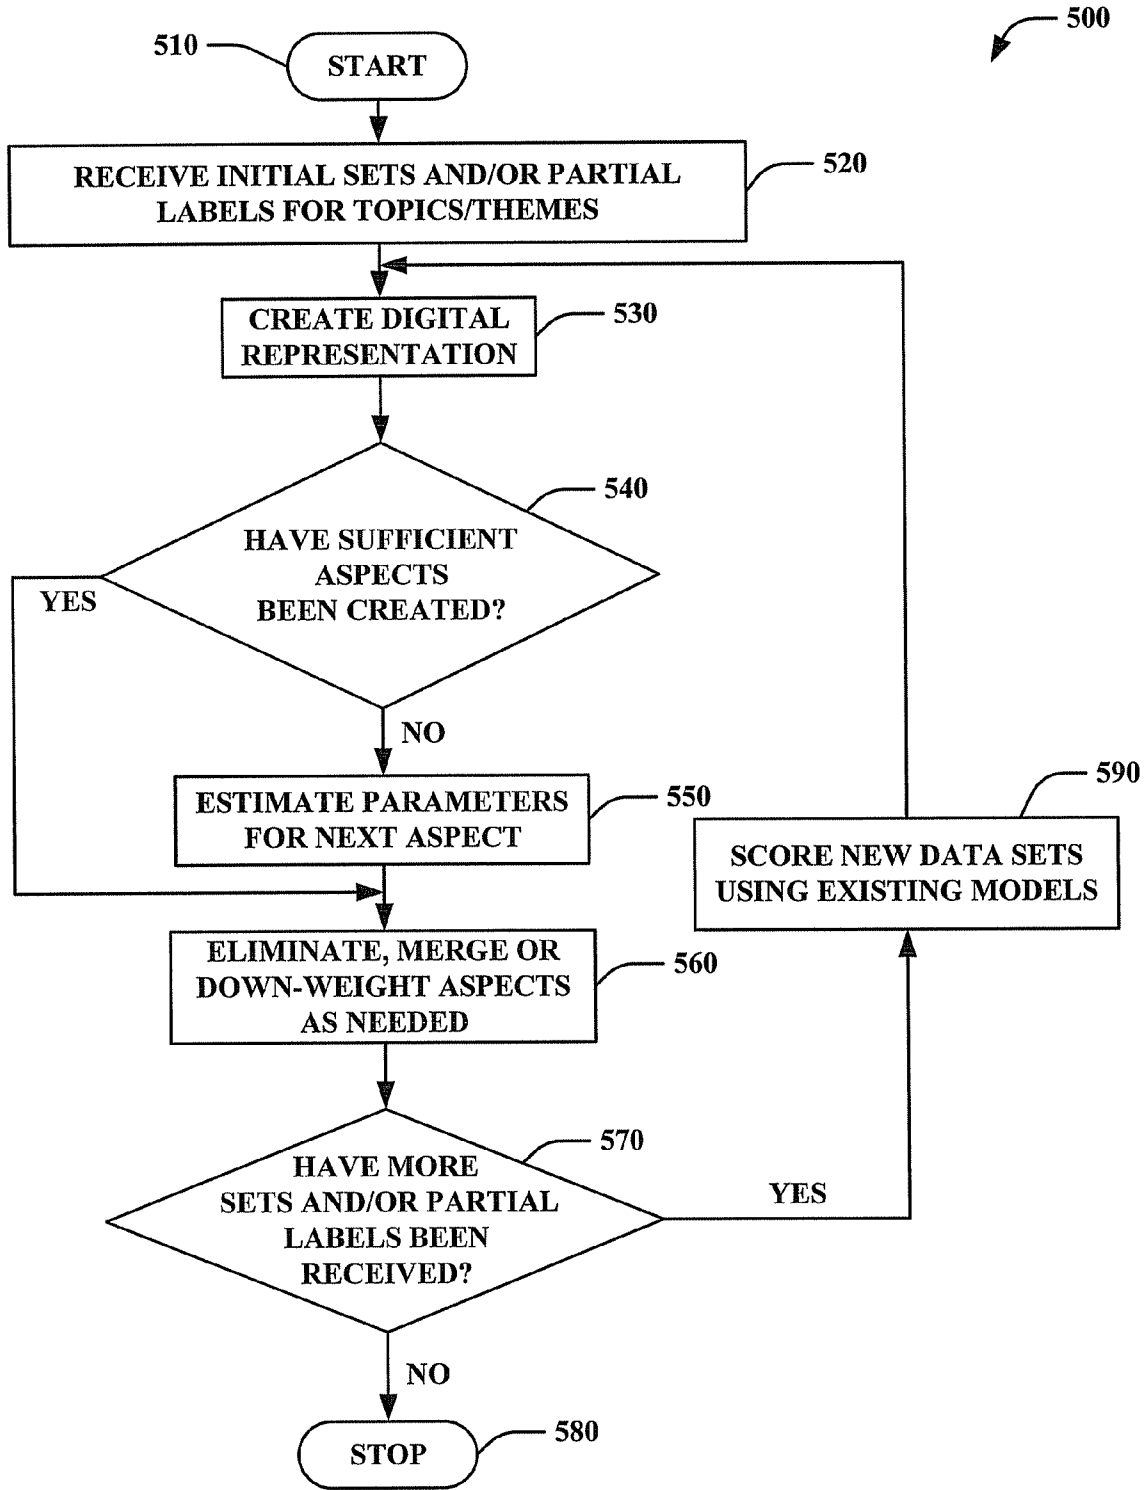 500
510
START
RECEIVE INITIAL SETS AND/OR PARTIAL
LABELS FOR TOPICS/THEMES
520
CREATE DIGITAL
REPRESENTATION
530
540
HAVE SUFFICIENT
ASPECTS
BEEN CREATED?
YES
NO
ESTIMATE PARAMETERS
FOR NEXT ASPECT
550
590
SCORE NEW DATA SETS
USING EXISTING MODELS
ELIMINATE, MERGE OR
DOWN-WEIGHT ASPECTS
AS NEEDED
560
570
HAVE MORE
SETS AND/OR PARTIAL
LABELS BEEN
RECEIVED?
YES
NO
STOP
580